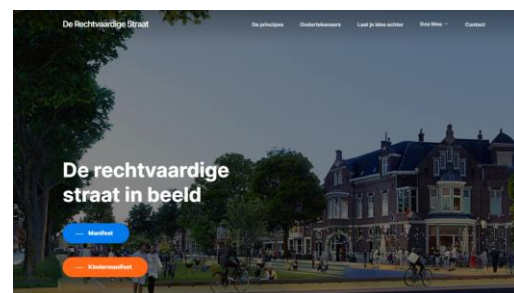 De Rechtvaardige Straat
De principes Ondertekenaars Laat je idee achter Doe Mee Contact
De rechtvaardige
straat in beeld
Manifest
Kindermanifest